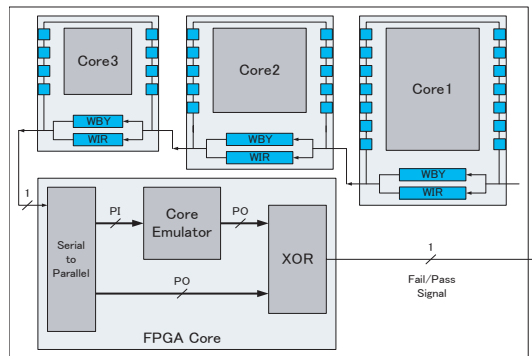 Core3
Core2
Core1
WBY
WIR
WBY
WIR
WBY
WIR
1
PI
PO
Serial
to
Parallel
Core
Emulator
XOR
1
PO
Fail/Pass
Signal
FPGA Core